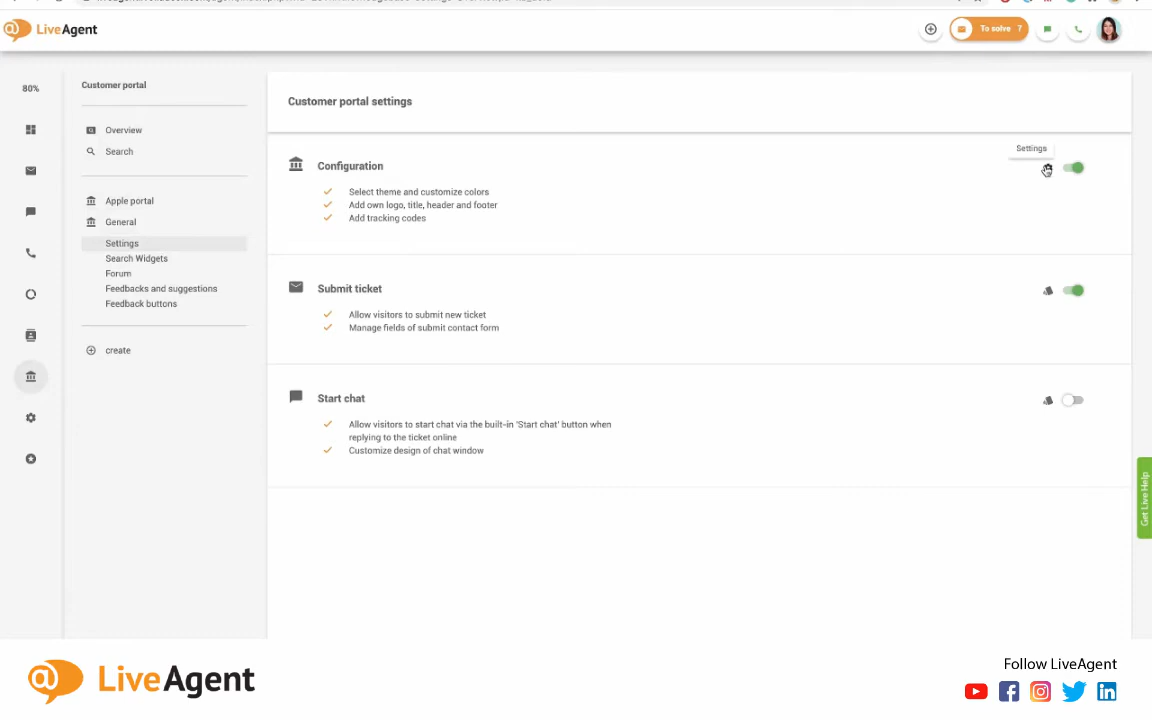 LiveAgent
To solve 7
80%
Customer portal
Overview
Search
Apple portal
General
Settings
Search Widgets
Forum
Feedbacks and suggestions
Feedback buttons
create
Customer portal settings
Configuration
Settings
Select theme and customize colors
Add own logo, title, header and footer
Add tracking codes
Submit ticket
Allow visitors to submit new ticket
Manage fields of submit contact form
Start chat
Allow visitors to start chat via the built-in 'Start chat' button when
replying to the ticket online
Customize design of chat window
Get Live Help
LiveAgent
Follow LiveAgent